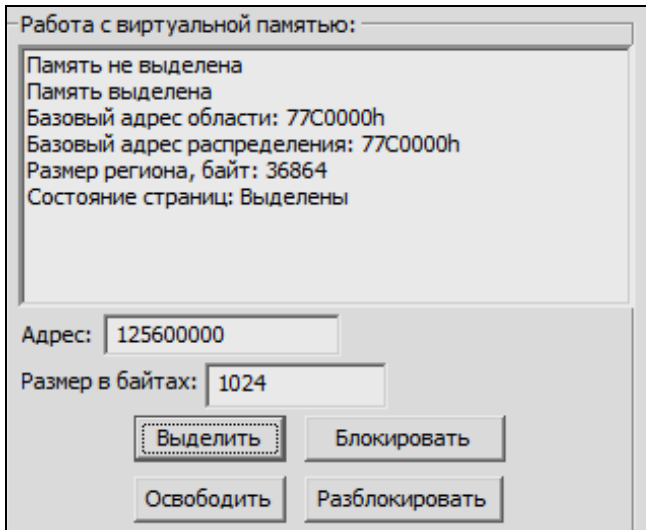 Работа с виртуальной памятью:
Память не выделена
Память выделена
Базовый адрес области: 77C0000h
Базовый адрес распределения: 77C0000h
Размер региона, байт: 36864
Состояние страниц: Выделены
Адрес: 125600000
Размер в байтах: 1024
Выделить Блокировать
Освободить Разблокировать